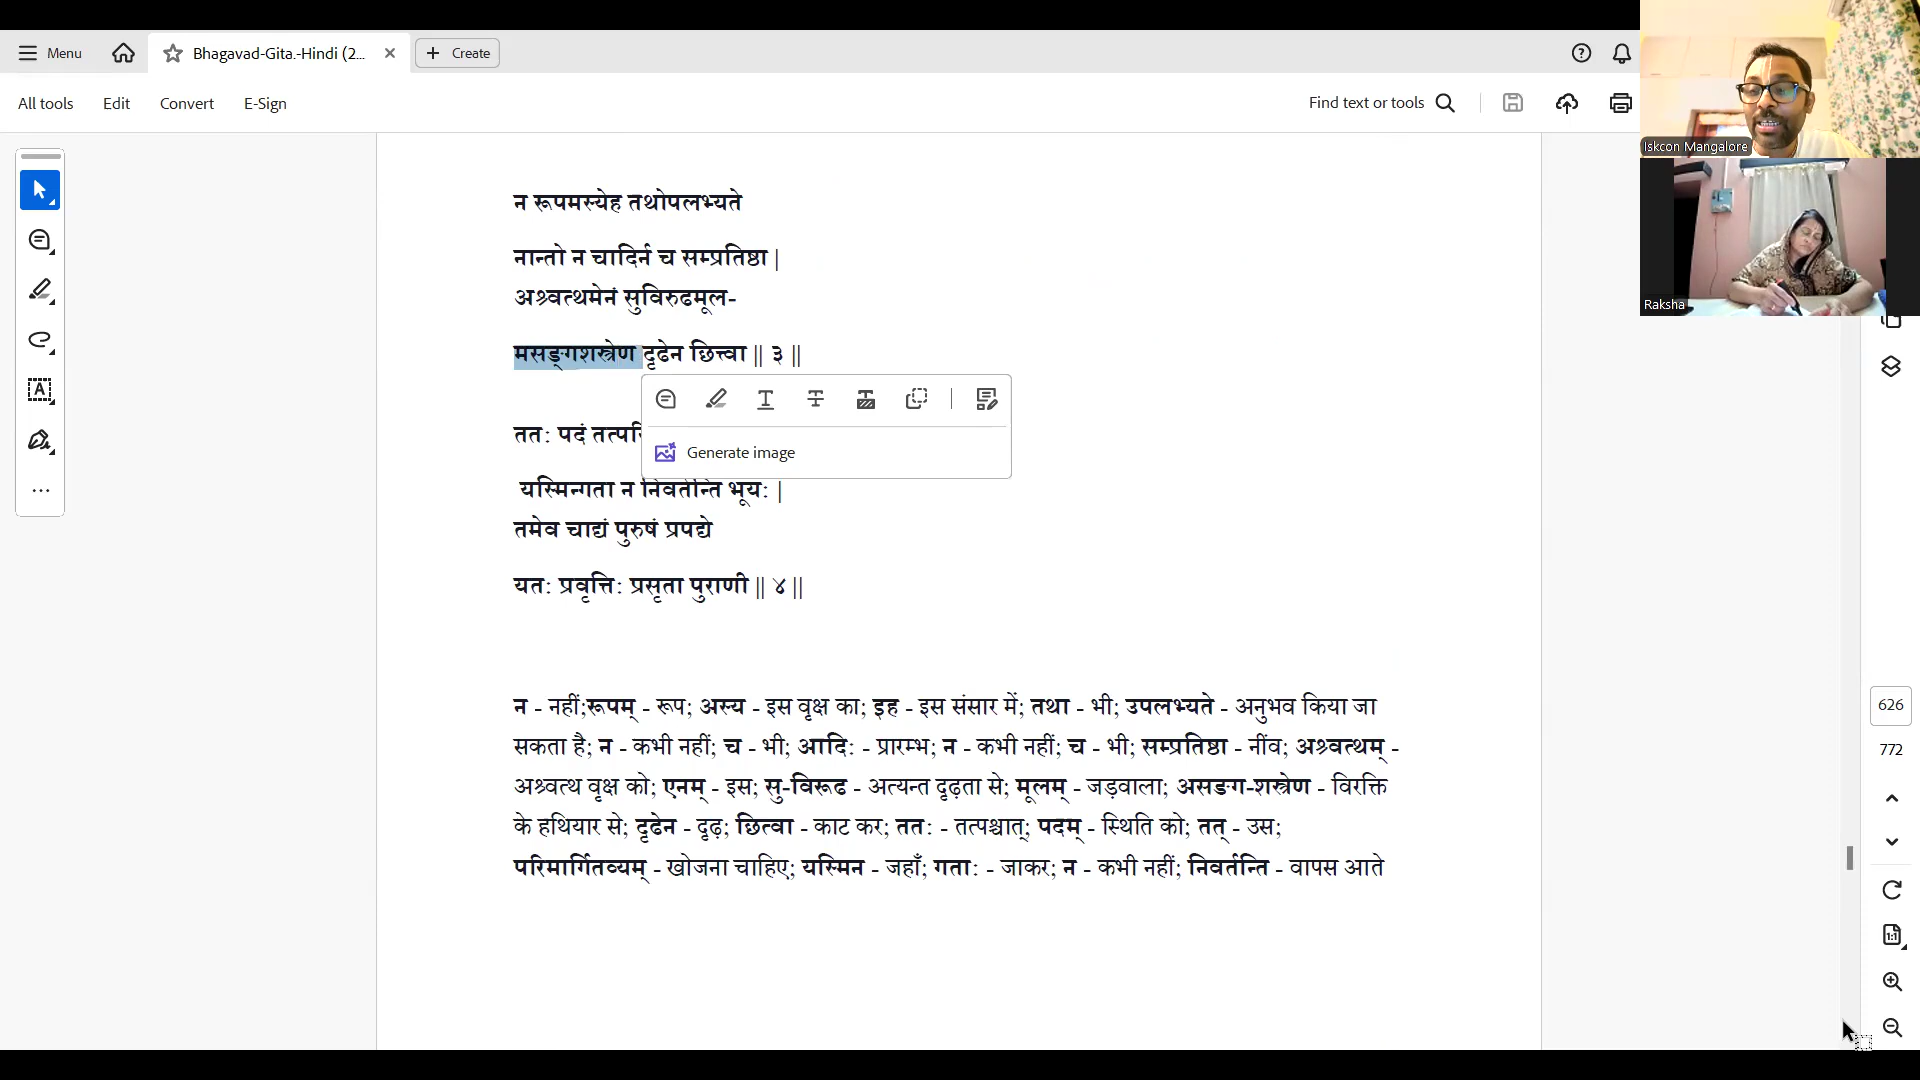 Menu
Bhagavad-Gita.-Hindi (2...
Create
All tools
Edit
Convert
E-Sign
Find text or tools
न रूपमस्येह तथोपलभ्यते
नान्तो न चादिर्न च सम्प्रतिष्ठा |
अश्र्वत्थमेनं सुविरुढमूल-
मसङ्गशस्त्रेण दृढेन छित्त्वा || ३ ||
ततः पदं
यस्मिन्गता न निवर्तन्ति भूयः |
तमेव चाद्यं पुरुषं प्रपद्ये
यतः प्रवृत्तिः प्रसृता पुराणी || ४ ||
Generate image
न - नहीं;रूपम् - रूप; अस्य - इस वृक्ष का; इह - इस संसार में; तथा - भी; उपलभ्यते - अनुभव किया जा
सकता है; न - कभी नहीं; च - भी; आदिः - प्रारम्भ; न - कभी नहीं; च - भी; सम्प्रतिष्ठा - नींव; अश्र्वत्थम् -
अश्र्वत्थ वृक्ष को; एनम् - इस; सु-विरूढ - अत्यन्त दृढ़ता से; मूलम् - जड़वाला; असङग-शस्त्रेण - विरक्ति
के हथियार से; दृढेन - दृढ़; छित्वा - काट कर; ततः - तत्पश्चात्; पदम् - स्थिति को; तत् - उस;
परिमार्गितव्यम् - खोजना चाहिए; यस्मिन - जहाँ; गताः - जाकर; न - कभी नहीं; निवर्तन्ति - वापस आते
Iskcon Mangalore
Raksha
626
772
1:1